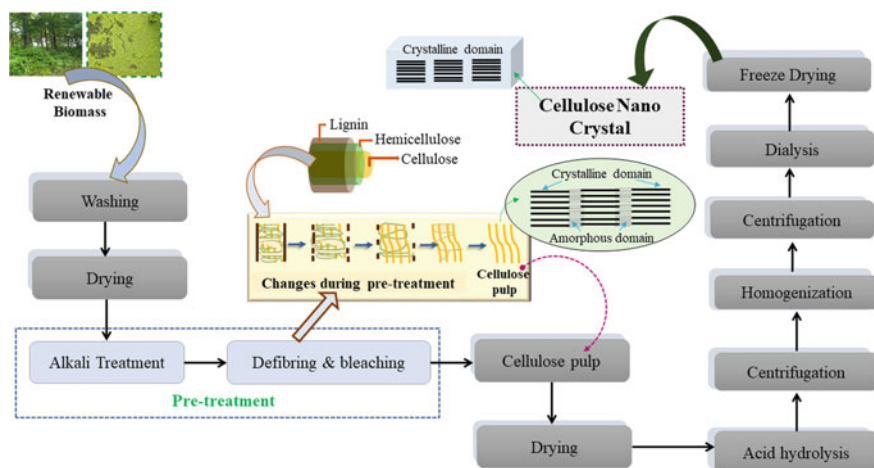 Renewable
Biomass
Washing
Drying
Alkali Treatment
Defibring & bleaching
Pre-treatment
Lignin
Hemicellulose
Cellulose
Changes during pre-treatment
Cellulose
pulp
Crystalline domain
Amorphous domain
Cellulose pulp
Drying
Acid hydrolysis
Centrifugation
Homogenization
Centrifugation
Dialysis
Freeze Drying
Cellulose Nano
Crystal
Crystalline domain